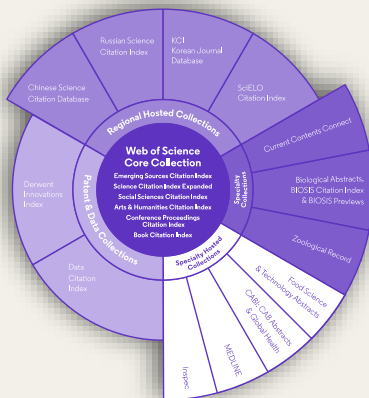 Web of Science
Core Collection
Emerging Sources Citation Index
Science Citation Index Expanded
Social Sciences Citation Index
Arts & Humanities Citation Index
Conference Proceedings
Citation Index
Book Citation Index
Regional Hosted Collections
Chinese Science
Citation Database
Russian Science
Citation Index
KCI
Korean Journal
Database
SciELO
Citation Index
Specialty
Collections
Current Contents Connect
Biological Abstracts,
BIOSIS Citation Index
& BIOSIS Previews
Zoological Record
Specialty Hosted
Collections
Food Science
& Technology Abstracts
CABI: CAB Abstracts
& Global Health
MEDLINE
Inspec
Patent & Data Collections
Data
Citation
Index
Derwent
Innovations
Index